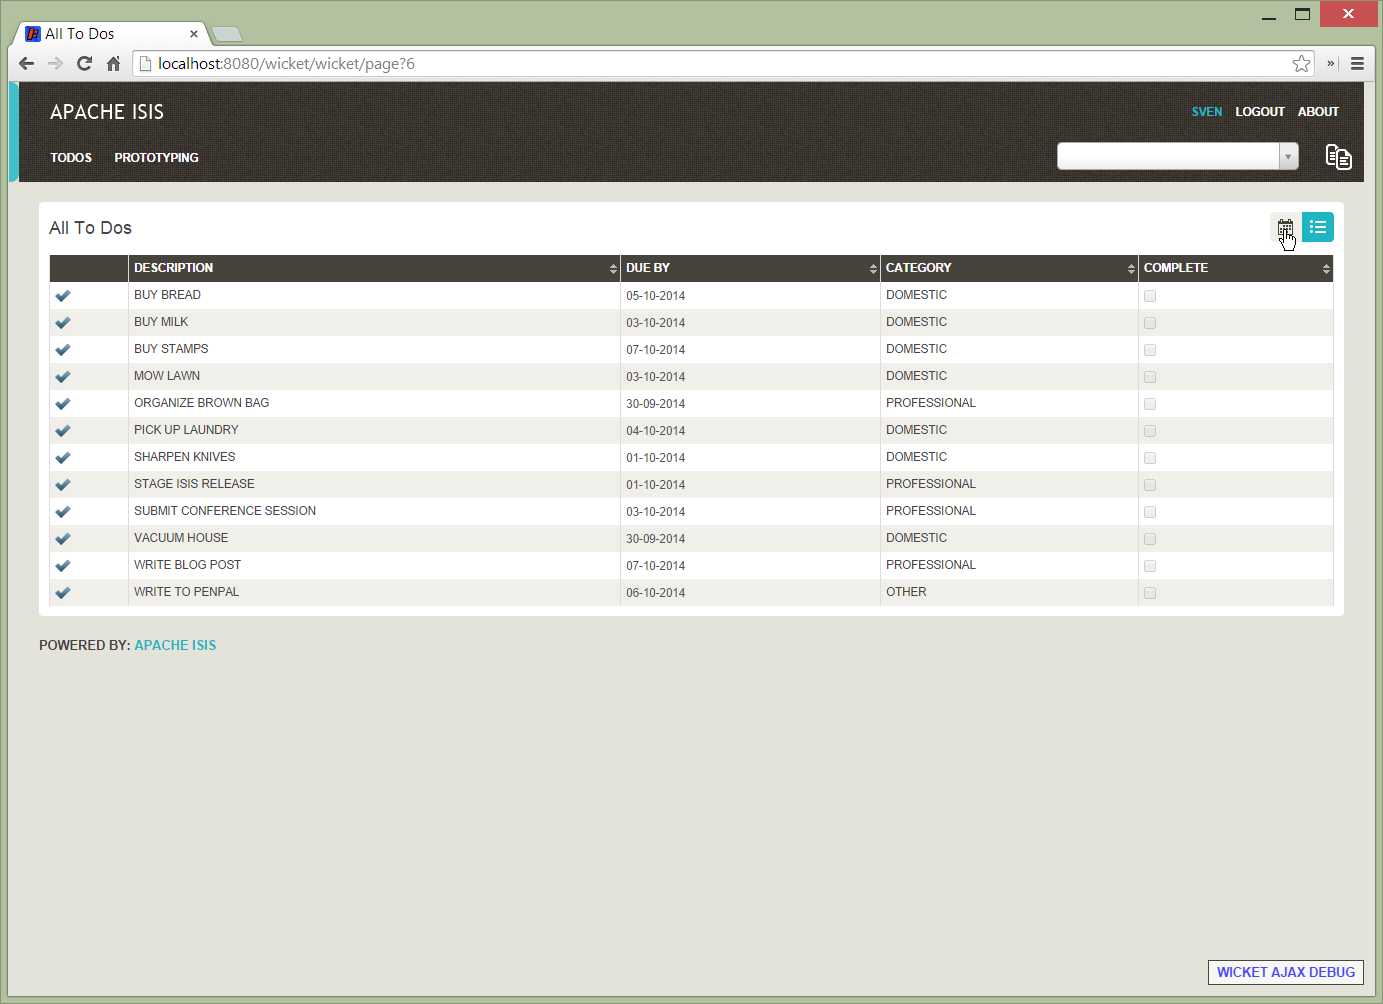 All To Dos
localhost:8080/wicket/wicket/page?6
»
APACHE ISIS
SVEN LOGOUT ABOUT
TODOS PROTOTYPING
All To Dos
DESCRIPTION DUE BY CATEGORY COMPLETE
BUY BREAD 05-10-2014 DOMESTIC
BUY MILK 03-10-2014 DOMESTIC
BUY STAMPS 07-10-2014 DOMESTIC
MOW LAWN 03-10-2014 DOMESTIC
ORGANIZE BROWN BAG 30-09-2014 PROFESSIONAL
PICK UP LAUNDRY 04-10-2014 DOMESTIC
SHARPEN KNIVES 01-10-2014 DOMESTIC
STAGE ISIS RELEASE 01-10-2014 PROFESSIONAL
SUBMIT CONFERENCE SESSION 03-10-2014 PROFESSIONAL
VACUUM HOUSE 30-09-2014 DOMESTIC
WRITE BLOG POST 07-10-2014 PROFESSIONAL
WRITE TO PENPAL 06-10-2014 OTHER
POWERED BY: APACHE ISIS
WICKET AJAX DEBUG